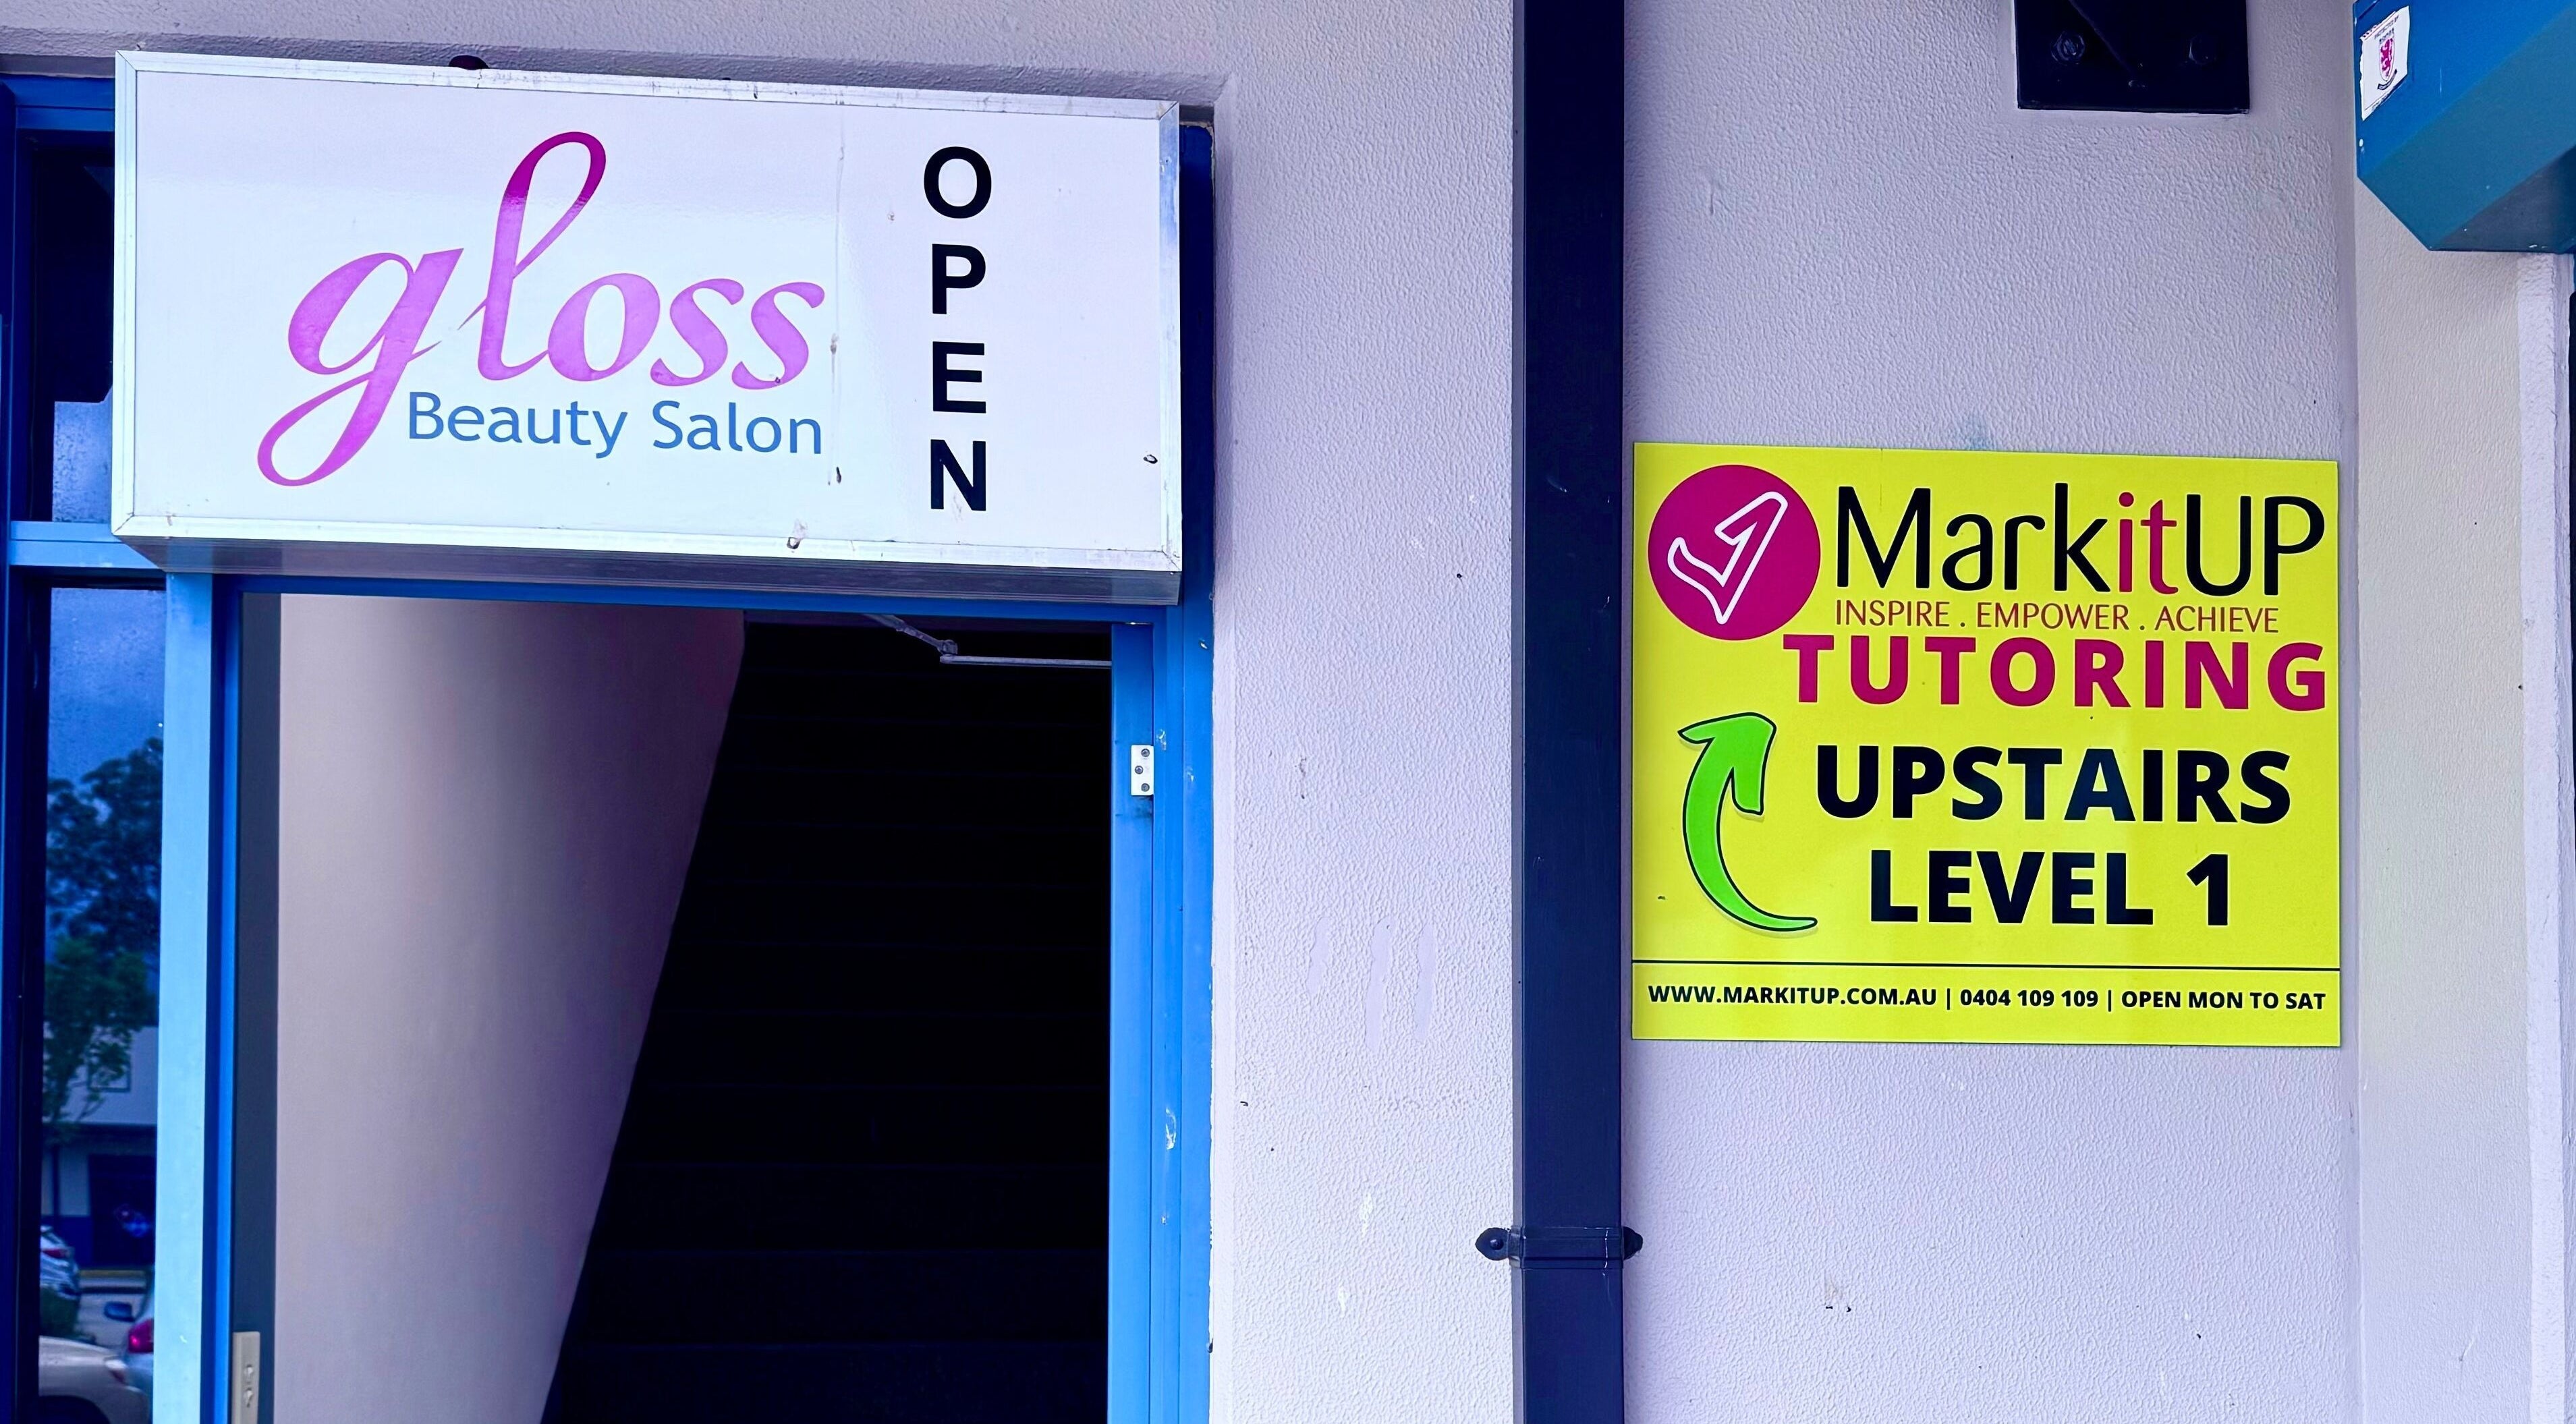 gloss
Beauty Salon
OPEN
MarkitUP
INSPIRE . EMPOWER . ACHIEVE
TUTORING
UPSTAIRS
LEVEL 1
WWW.MARKITUP.COM.AU | 0404 109 109 | OPEN MON TO SAT